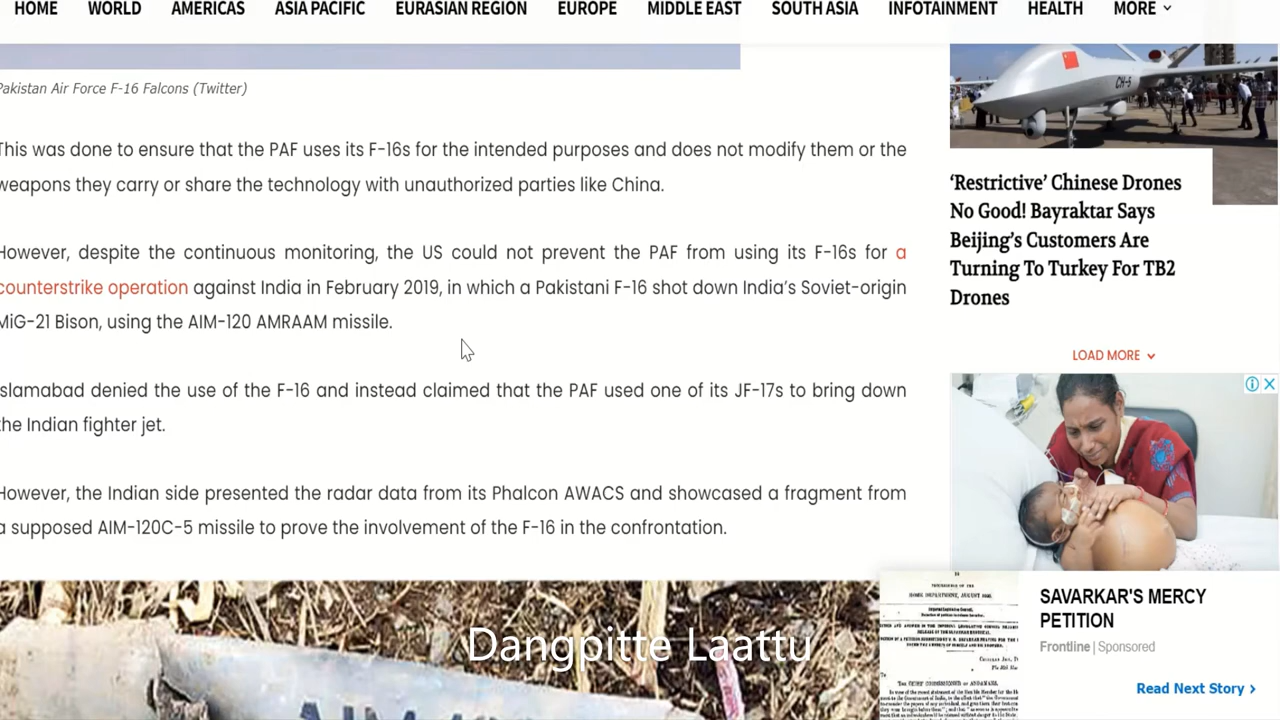 HOME WORLD AMERICAS ASIA PACIFIC EURASIAN REGION EUROPE MIDDLE EAST SOUTH ASIA INFOTAINMENT HEALTH MORE
Pakistan Air Force F-16 Falcons (Twitter)
This was done to ensure that the PAF uses its F-16s for the intended purposes and does not modify them or the
weapons they carry or share the technology with unauthorized parties like China.
However, despite the continuous monitoring, the US could not prevent the PAF from using its F-16s for a
counterstrike operation against India in February 2019, in which a Pakistani F-16 shot down India's Soviet-origin
MiG-21 Bison, using the AIM-120 AMRAAM missile.
Islamabad denied the use of the F-16 and instead claimed that the PAF used one of its JF-17s to bring down
the Indian fighter jet.
However, the Indian side presented the radar data from its Phalcon AWACS and showcased a fragment from
a supposed AIM-120C-5 missile to prove the involvement of the F-16 in the confrontation.
Dangpitte Laattu
CH-5
‘Restrictive’ Chinese Drones
No Good! Bayraktar Says
Beijing’s Customers Are
Turning To Turkey For TB2
Drones
LOAD MORE
HOME DEPARTMENT, AUGUST 1920.
SAVARKAR'S MERCY
PETITION
Frontline | Sponsored
Read Next Story